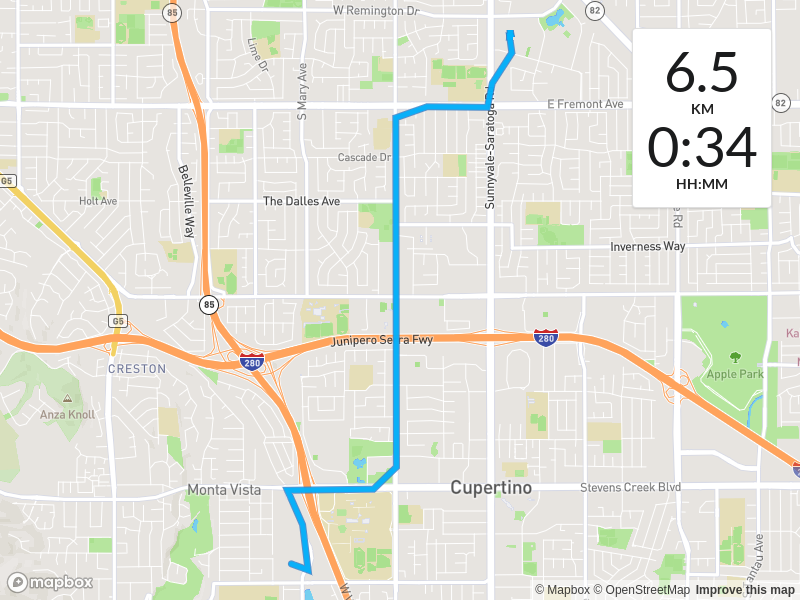 W Remington Dr
85
82
Lime Dr
S Mary Ave
6.5
KM
0:34
HH:MM
E Fremont Ave
82
Sunnyvale-Saratoga Rd
Cascade Dr
Belleville Way
G5
Holt Ave
The Dalles Ave
Inverness Way
85
G5
Junipero Serra Fwy
280
280
CRESTON
Apple Park
Anza Knoll
Monta Vista
Cupertino
Stevens Creek Blvd
mapbox
© Mapbox © OpenStreetMap Improve this map